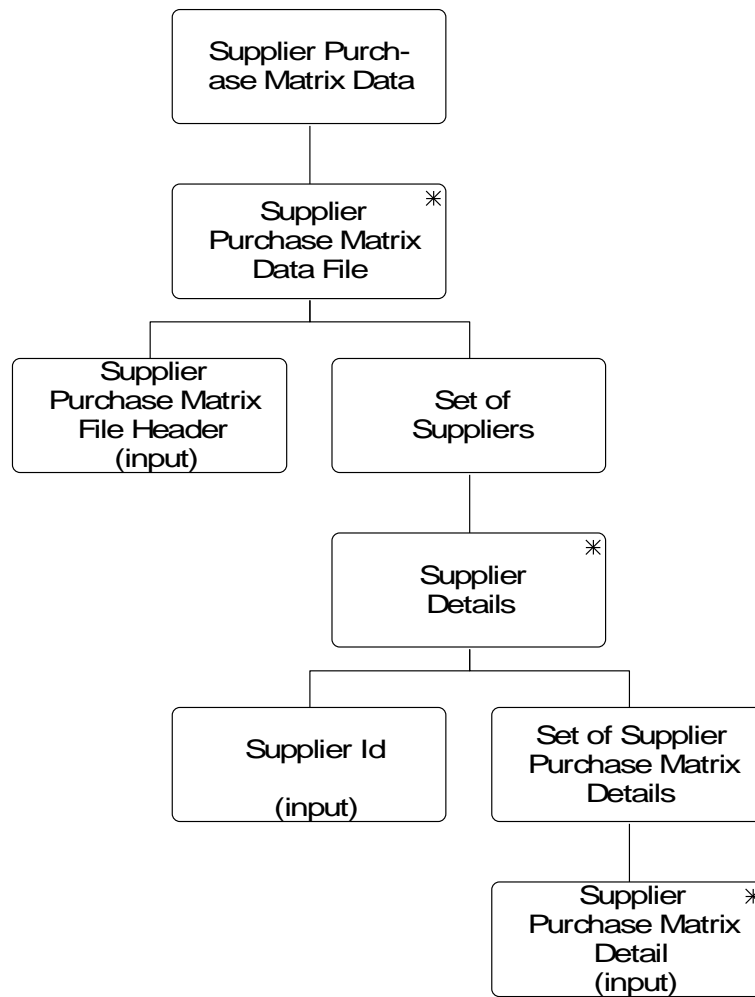 Supplier Purch-
ase Matrix Data
Supplier
Purchase Matrix
Data File
Supplier
Purchase Matrix
File Header
(input)
Set of
Suppliers
Supplier
Details
Supplier Id
(input)
Set of Supplier
Purchase Matrix
Details
Supplier
Purchase Matrix
Detail
(input)